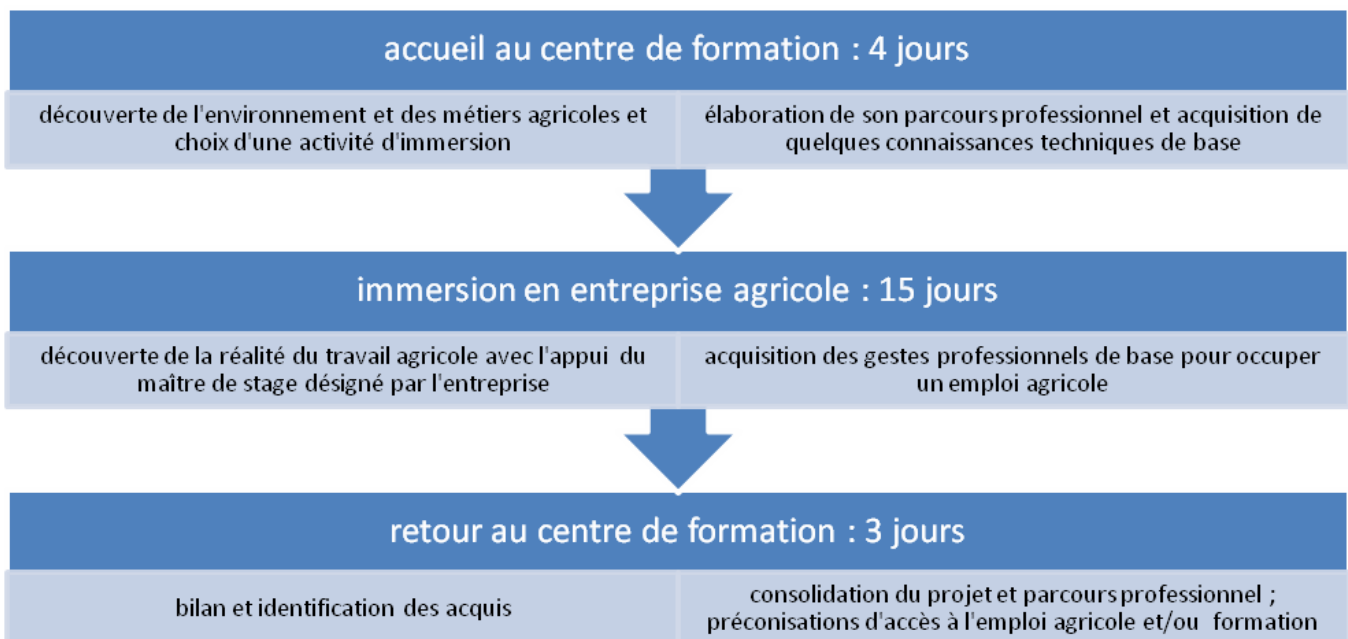 accueil au centre de formation : 4 jours
découverte de l'environnement et des métiers agricoles et
choix d'une activité d'immersion
élaboration de son parcours professionnel et acquisition de
quelques connaissances techniques de base
immersion en entreprise agricole : 15 jours
découverte de la réalité du travail agricole avec l'appui du
maître de stage désigné par l'entreprise
acquisition des gestes professionnels de base pour occuper
un emploi agricole
retour au centre de formation : 3 jours
bilan et identification des acquis
consolidation du projet et parcours professionnel ;
préconisations d'accès à l'emploi agricole et/ou formation